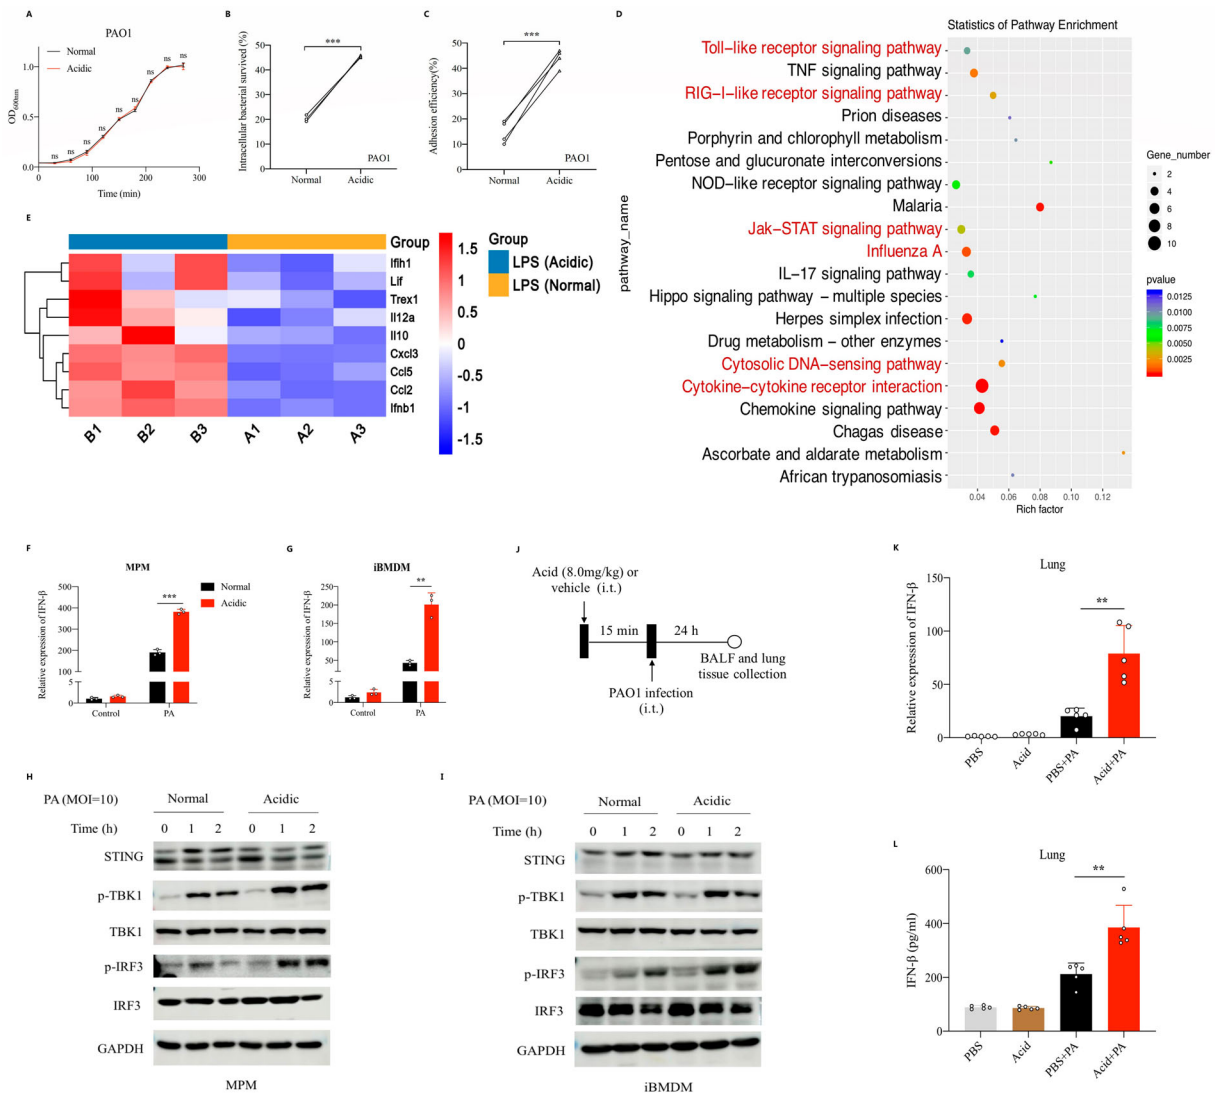 A
PAO1
Normal
Acidic
OD600nm
1.0
0.5
0.0
ns ns ns ns ns ns ns ns ns
0 100 200 300
Time (min)
B
Intracellular bacterial survived (%)
50
40
30
20
10
0
***
PAO1
Normal Acidic
C
Adhesion efficiency(%)
50
40
30
20
10
0
***
PAO1
Normal Acidic
D
Statistics of Pathway Enrichment
pathway_name
Toll-like receptor signaling pathway
TNF signaling pathway
RIG-I-like receptor signaling pathway
Prion diseases
Porphyrin and chlorophyll metabolism
Pentose and glucuronate interconversions
NOD-like receptor signaling pathway
Malaria
Jak-STAT signaling pathway
Influenza A
IL-17 signaling pathway
Hippo signaling pathway - multiple species
Herpes simplex infection
Drug metabolism - other enzymes
Cytosolic DNA-sensing pathway
Cytokine-cytokine receptor interaction
Chemokine signaling pathway
Chagas disease
Ascorbate and aldarate metabolism
African trypanosomiasis
0.04 0.06 0.08 0.10 0.12
Rich factor
Gene_number
2
4
6
8
10
pvalue
0.0125
0.0100
0.0075
0.0050
0.0025
E
Group
Ifih1
Lif
Trex1
Il12a
Il10
Cxcl3
Ccl5
Ccl2
Ifnb1
B1 B2 B3 A1 A2 A3
1.5
1
0.5
0
-0.5
-1
-1.5
Group
LPS (Acidic)
LPS (Normal)
F
MPM
Relative expression of IFN-β
500
400
300
200
100
5
0
***
Control PA
Normal
Acidic
G
iBMDM
Relative expression of IFN-β
250
200
150
100
50
5
0
**
Control PA
H
PA (MOI=10) Normal Acidic
Time (h) 0 1 2 0 1 2
STING
p-TBK1
TBK1
p-IRF3
IRF3
GAPDH
MPM
I
PA (MOI=10) Normal Acidic
Time (h) 0 1 2 0 1 2
STING
p-TBK1
TBK1
p-IRF3
IRF3
GAPDH
iBMDM
J
Acid (8.0mg/kg) or
vehicle (i.t.)
15 min 24 h
BALF and lung
tissue collection
PAO1 infection
(i.t.)
K
Lung
Relative expression of IFN-β
150
100
50
0
**
PBS Acid PBS+PA Acid+PA
L
Lung
IFN-β (pg/ml)
600
400
200
0
**
PBS Acid PBS+PA Acid+PA